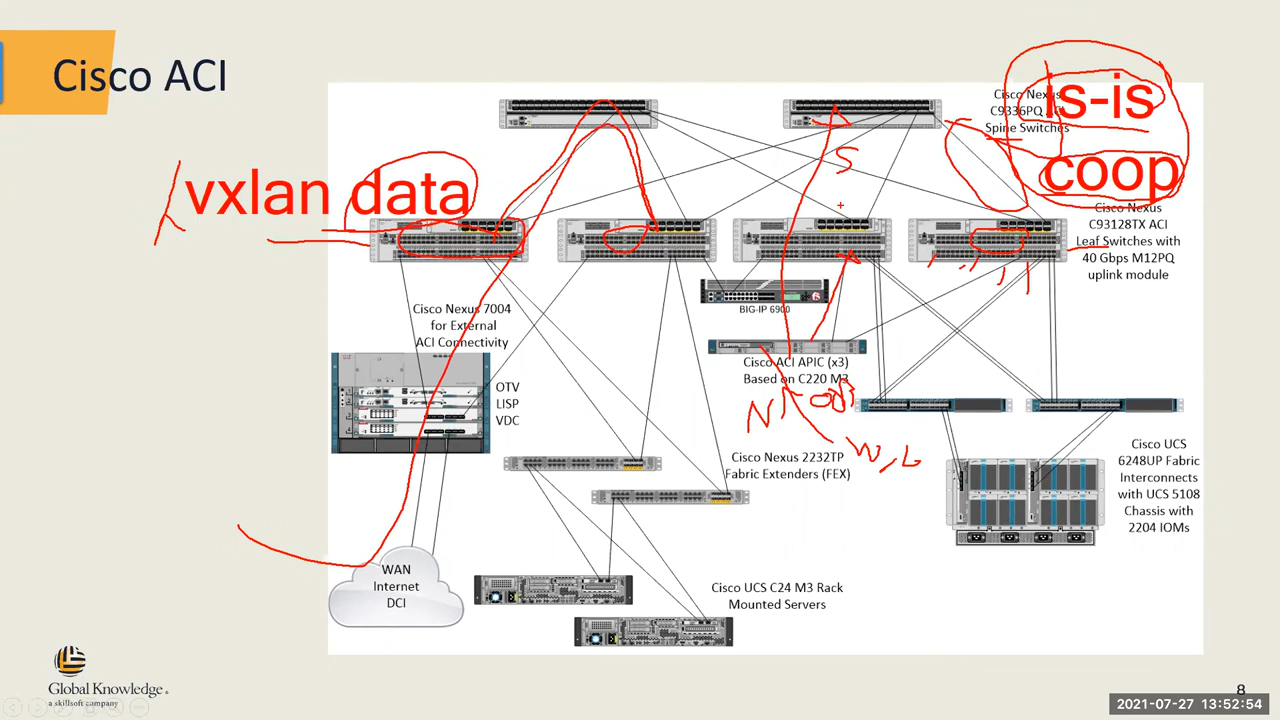 Cisco ACI
is-is
coop
vxlan data
Cisco Nexus
C9336PQ
Spine Switches
S
Cisco Nexus
C93128TX ACI
Leaf Switches with
40 Gbps M12PQ
uplink module
BIG-IP 6900
Cisco Nexus 7004
for External
ACI Connectivity
OTV
LISP
VDC
Cisco ACI APIC (x3)
Based on C220 M3
N
Cisco Nexus 2232TP
Fabric Extenders (FEX)
Cisco UCS
6248UP Fabric
Interconnects
with UCS 5108
Chassis with
2204 IOMs
WAN
Internet
DCI
Cisco UCS C24 M3 Rack
Mounted Servers
Global Knowledge.
a skillsoft company
8
2021-07-27 13:52:54